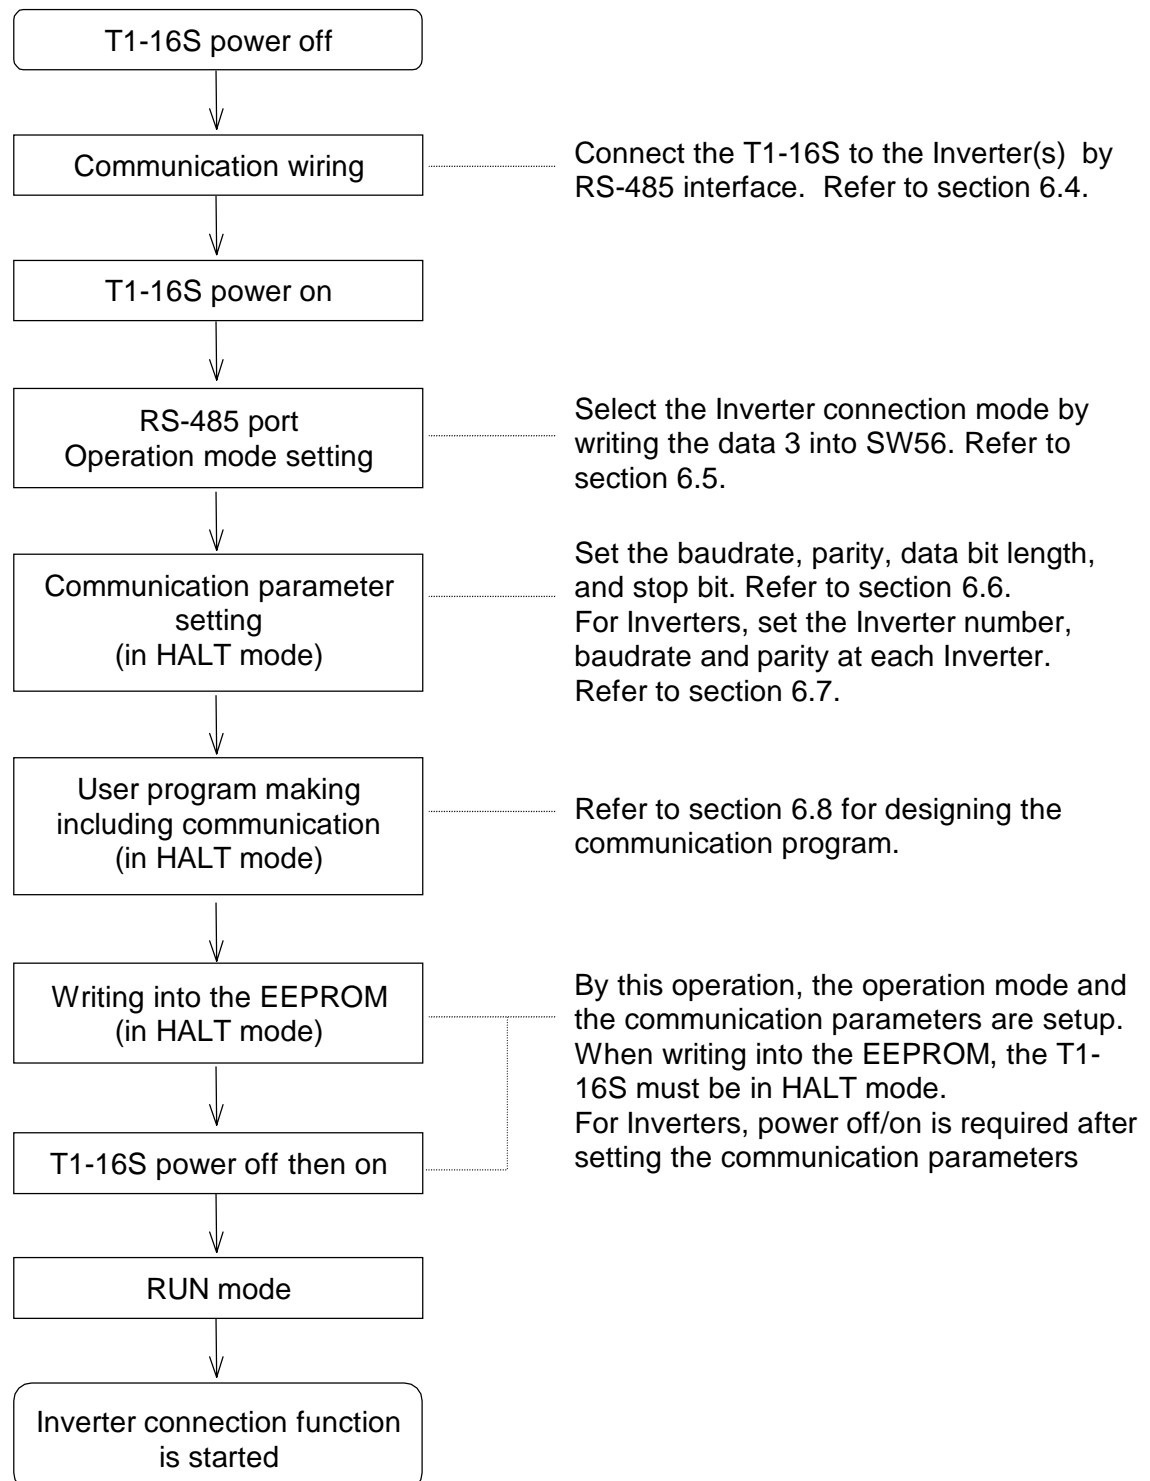 T1-16S power off
Communication wiring
Connect the T1-16S to the Inverter(s) by
RS-485 interface. Refer to section 6.4.
T1-16S power on
RS-485 port
Operation mode setting
Select the Inverter connection mode by
writing the data 3 into SW56. Refer to
section 6.5.
Communication parameter
setting
(in HALT mode)
Set the baudrate, parity, data bit length,
and stop bit. Refer to section 6.6.
For Inverters, set the Inverter number,
baudrate and parity at each Inverter.
Refer to section 6.7.
User program making
including communication
(in HALT mode)
Refer to section 6.8 for designing the
communication program.
Writing into the EEPROM
(in HALT mode)
By this operation, the operation mode and
the communication parameters are setup.
When writing into the EEPROM, the T1-
16S must be in HALT mode.
For Inverters, power off/on is required after
setting the communication parameters
T1-16S power off then on
RUN mode
Inverter connection function
is started